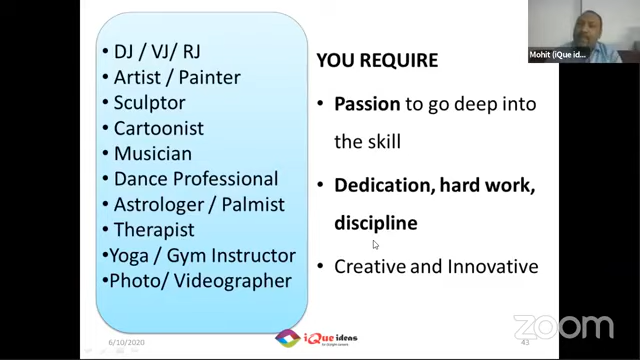 • DJ / VJ/ RJ
• Artist / Painter
• Sculptor
• Cartoonist
• Musician
• Dance Professional
• Astrologer / Palmist
• Therapist
•Yoga / Gym Instructor
•Photo/ Videographer
YOU REQUIRE
• Passion to go deep into
the skill
• Dedication, hard work,
discipline
• Creative and Innovative
Mohit (iQue id...
6/10/2020
iQue ideas
43
zoom